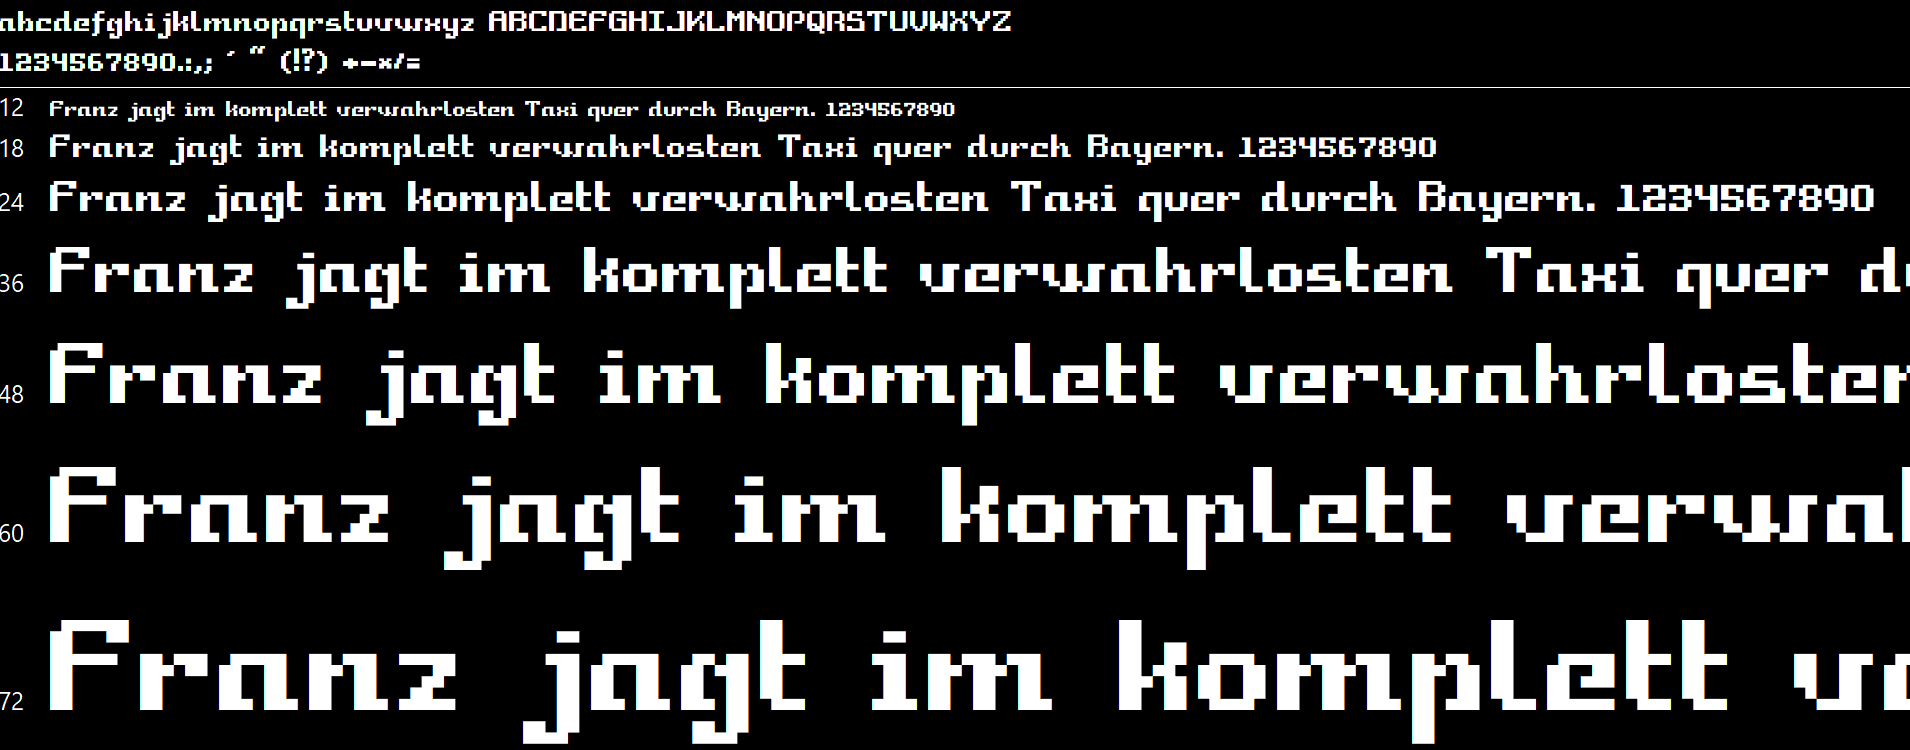 abcdefghijklmnopqrstuvwxyz ABCDEFGHIJKLMNOPQRSTUVWXYZ
1234567890.:,; ´ " (!?) +-×/=
12 Franz jagt im komplett verwahrlosten Taxi quer durch Bayern. 1234567890
18 Franz jagt im komplett verwahrlosten Taxi quer durch Bayern. 1234567890
24 Franz jagt im komplett verwahrlosten Taxi quer durch Bayern. 1234567890
36 Franz jagt im komplett verwahrlosten Taxi quer du
48 Franz jagt im komplett verwahrlosten
60 Franz jagt im komplett verwah
72 Franz jagt im komplett ve